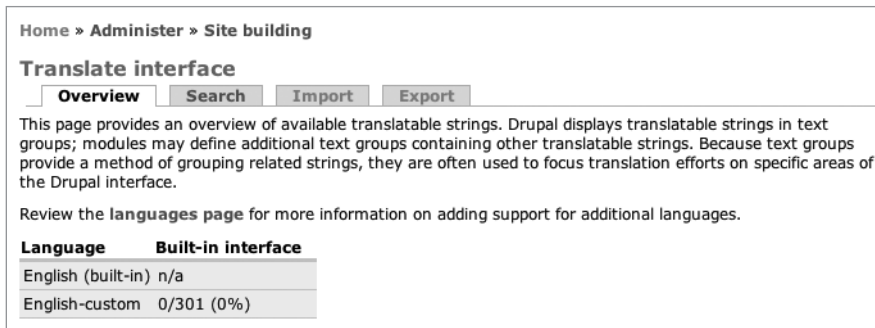 Home » Administer » Site building
Translate interface
Overview Search Import Export
This page provides an overview of available translatable strings. Drupal displays translatable strings in text
groups; modules may define additional text groups containing other translatable strings. Because text groups
provide a method of grouping related strings, they are often used to focus translation efforts on specific areas of
the Drupal interface.
Review the languages page for more information on adding support for additional languages.
Language Built-in interface
English (built-in) n/a
English-custom 0/301 (0%)